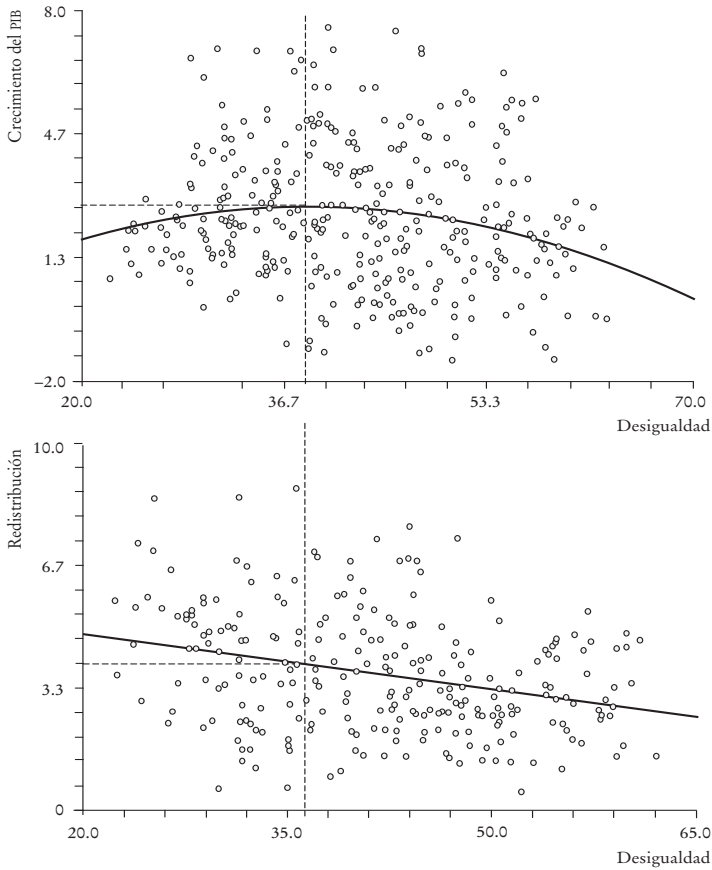 Crecimiento del PIB
8.0
4.7
1.3
–2.0
20.0 36.7 53.3 70.0
Desigualdad
Redistribución
10.0
6.7
3.3
0
20.0 35.0 50.0 65.0
Desigualdad